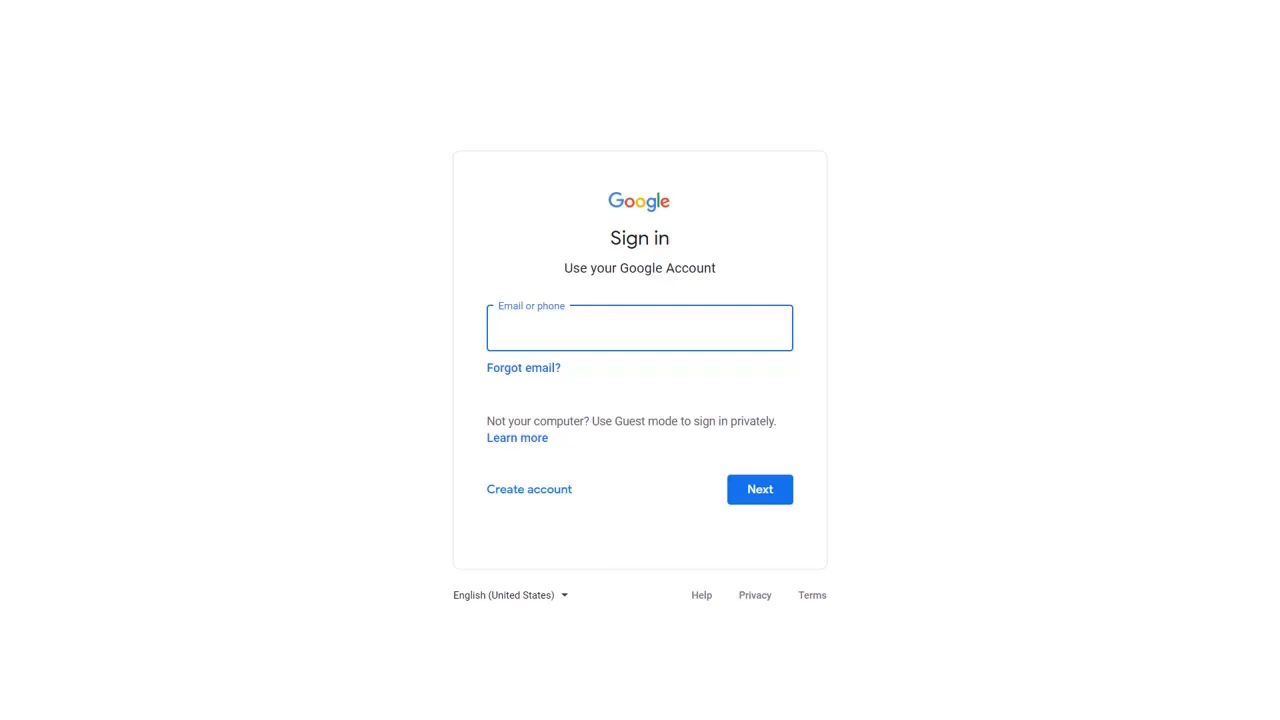 Google
Sign in
Use your Google Account
Email or phone
Forgot email?
Not your computer? Use Guest mode to sign in privately.
Learn more
Create account
Next
English (United States)
Help
Privacy
Terms